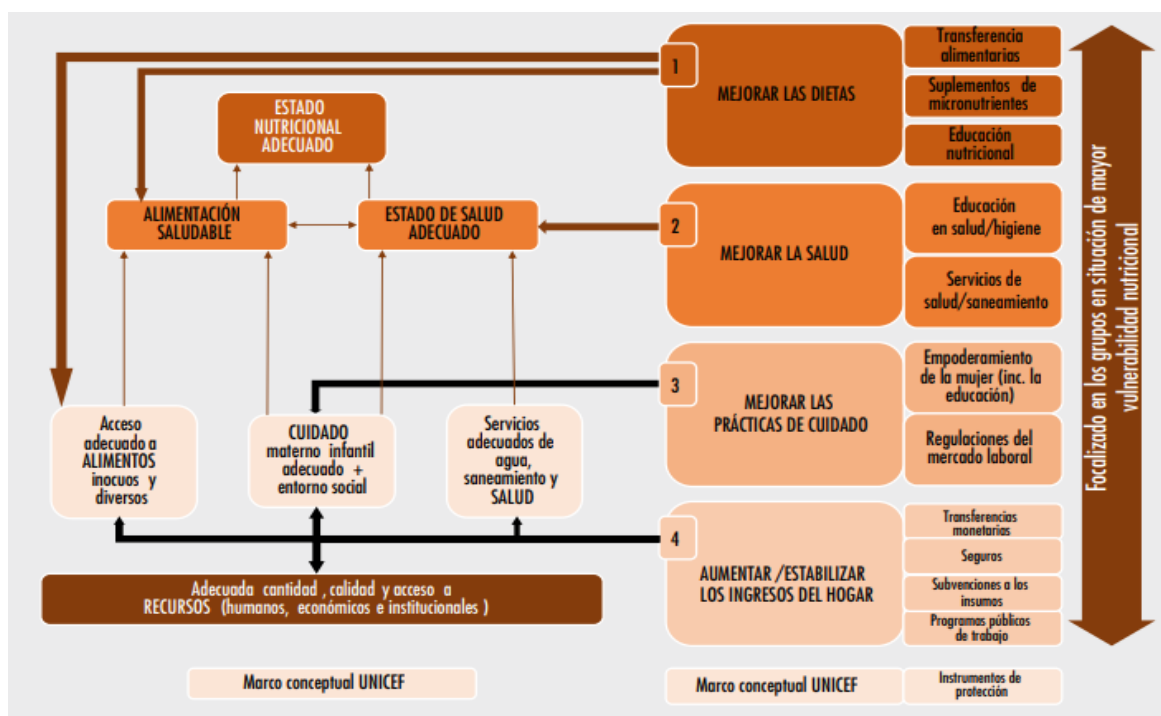 1
MEJORAR LAS DIETAS
Transferencia
alimentarias
Suplementos de
micronutrientes
Educación
nutricional
ESTADO
NUTRICIONAL
ADECUADO
ALIMENTACIÓN
SALUDABLE
ESTADO DE SALUD
ADECUADO
2
MEJORAR LA SALUD
Educación
en salud/higiene
Servicios de
salud/saneamiento
3
MEJORAR LAS
PRÁCTICAS DE CUIDADO
Empoderamiento
de la mujer (inc. la
educación)
Regulaciones del
mercado laboral
Acceso
adecuado a
ALIMENTOS
inocuos y
diversos
CUIDADO
materno infantil
adecuado +
entorno social
Servicios
adecuados de
agua,
saneamiento y
SALUD
4
AUMENTAR /ESTABILIZAR
LOS INGRESOS DEL HOGAR
Transferencias
monetarias
Seguros
Subvenciones a los
insumos
Programas públicos
de trabajo
Adecuada cantidad , calidad y acceso a
RECURSOS (humanos, económicos e institucionales )
Focalizado en los grupos en situación de mayor
vulnerabilidad nutricional
Marco conceptual UNICEF
Marco conceptual UNICEF
Instrumentos de
protección